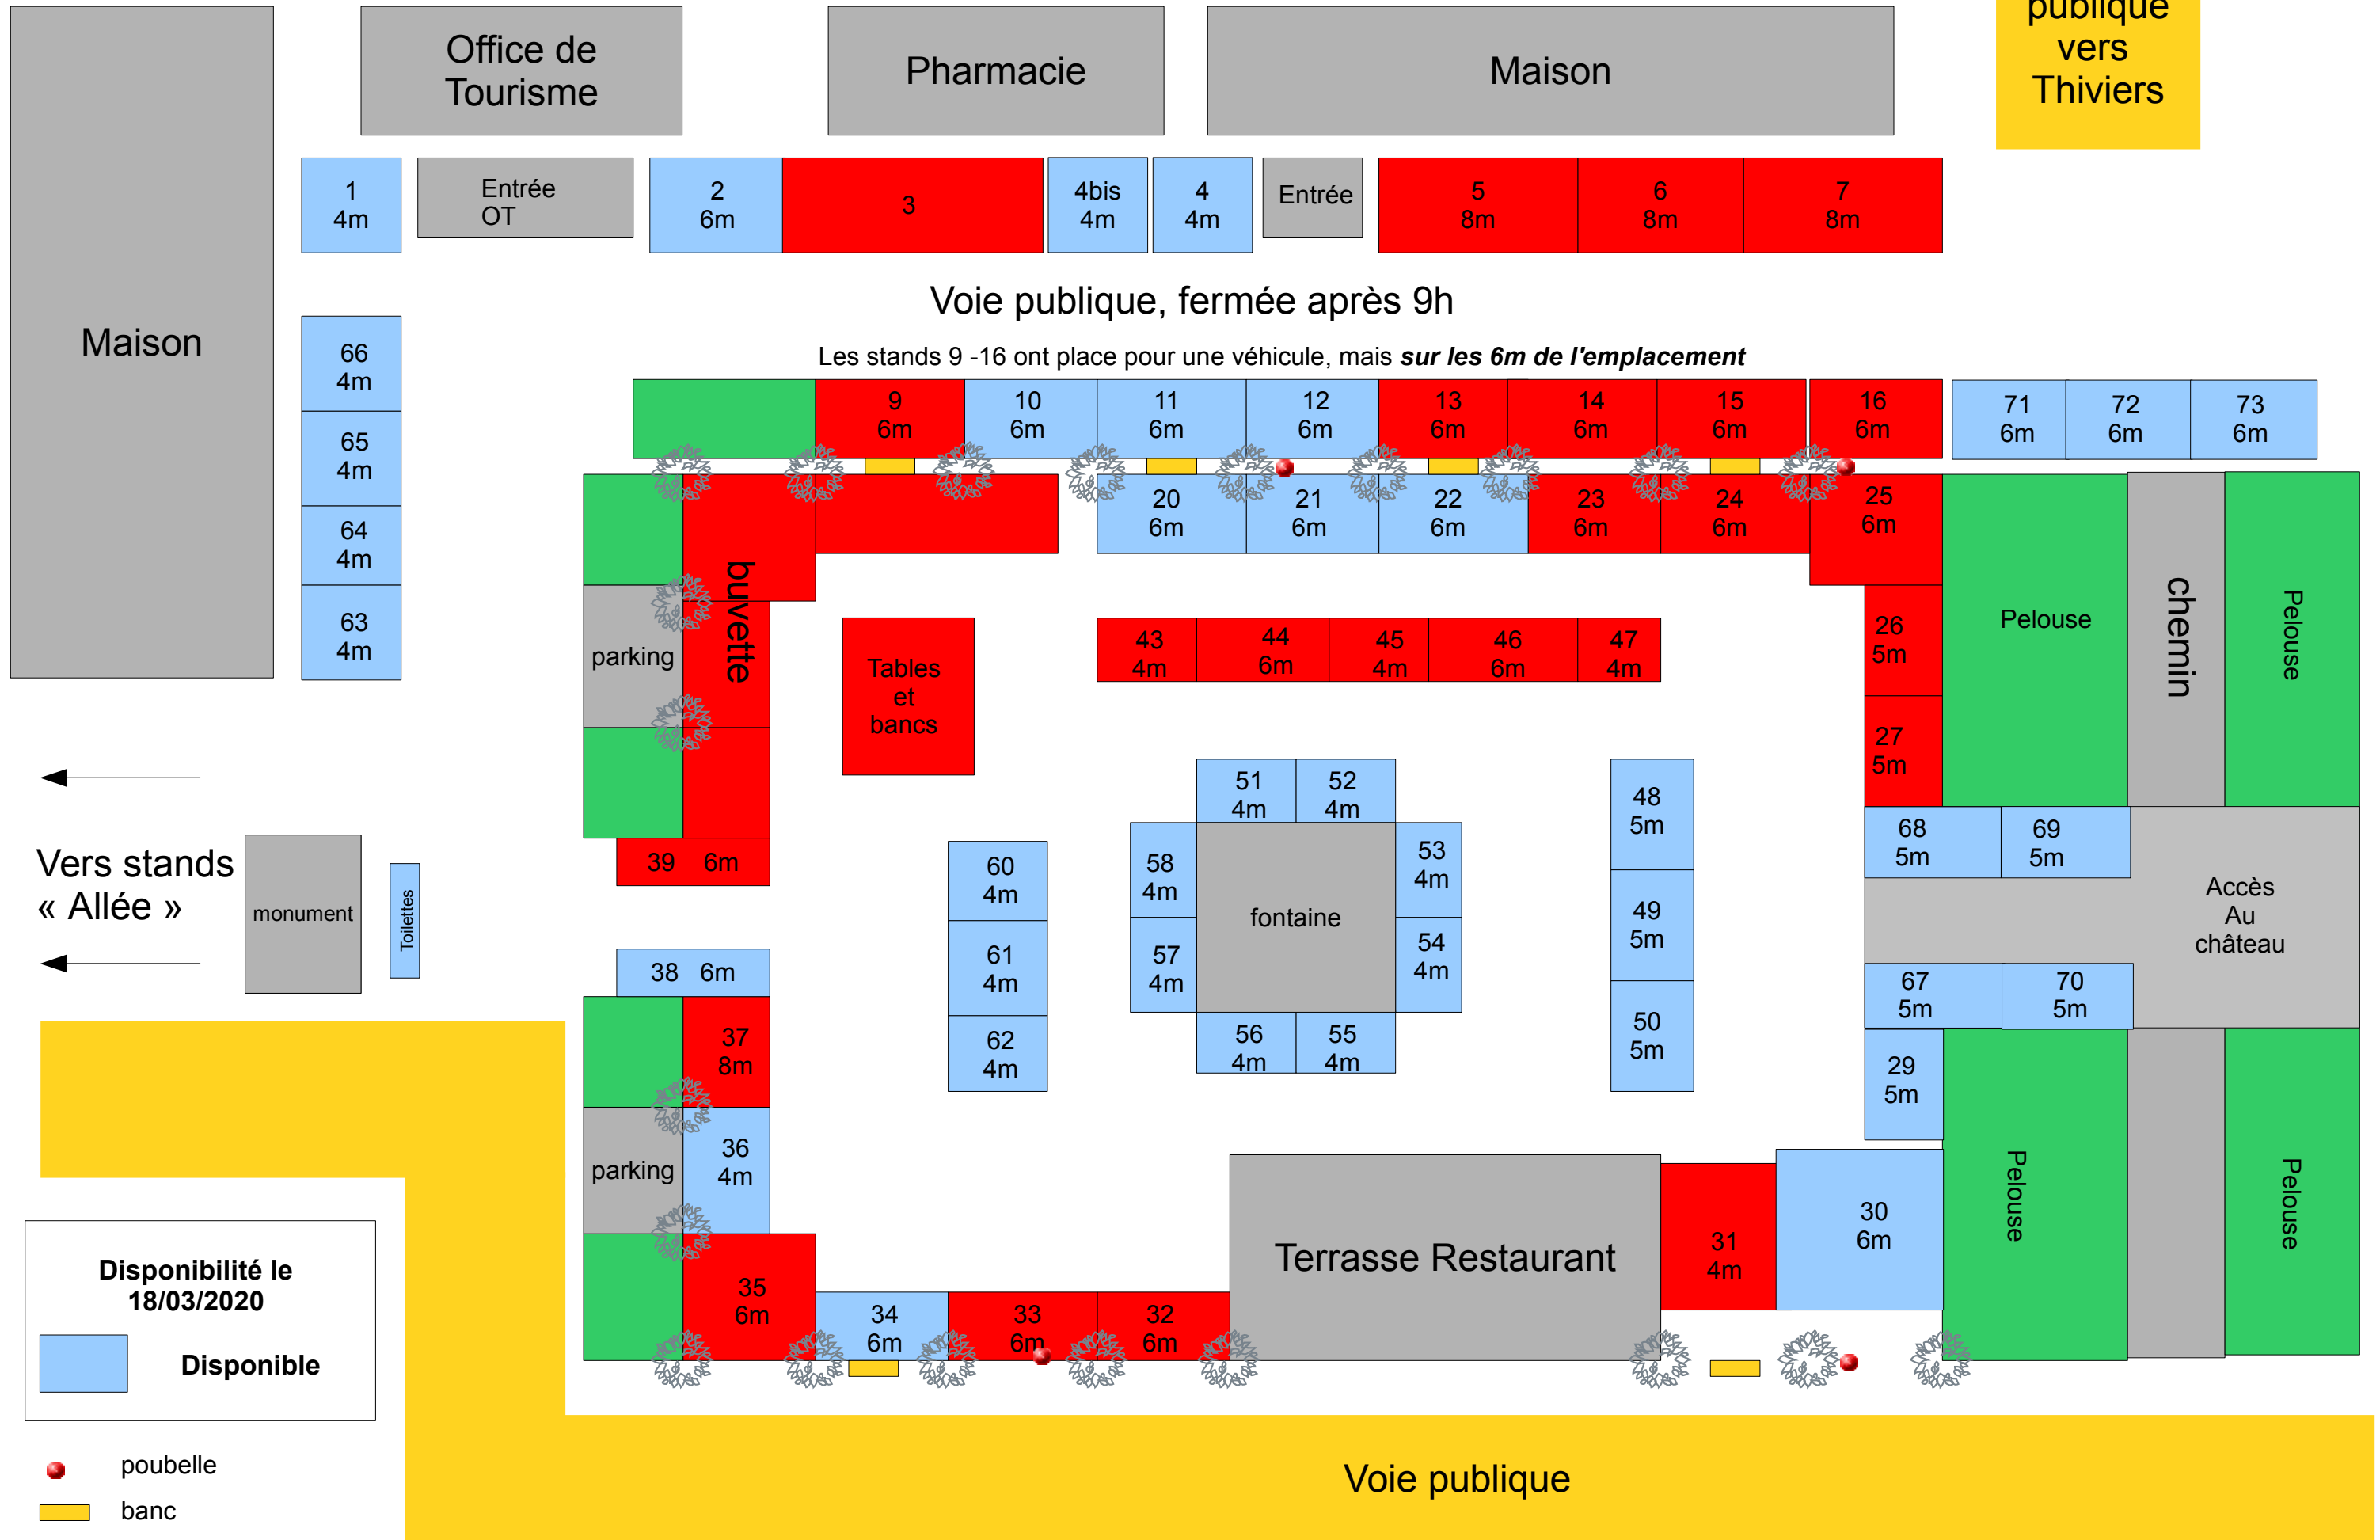 publique
vers
Thiviers
Office de
Tourisme
Pharmacie
Maison
Maison
1
4m
Entrée
OT
2
6m
3
4bis
4m
4
4m
Entrée
5
8m
6
8m
7
8m
Voie publique, fermée après 9h
Les stands 9 -16 ont place pour une véhicule, mais sur les 6m de l'emplacement
66
4m
65
4m
64
4m
63
4m
9
6m
10
6m
11
6m
12
6m
13
6m
14
6m
15
6m
16
6m
71
6m
72
6m
73
6m
20
6m
21
6m
22
6m
23
6m
24
6m
25
6m
buvette
parking
Tables
et
bancs
43
4m
44
6m
45
4m
46
6m
47
4m
26
5m
27
5m
Pelouse
chemin
Pelouse
51
4m
52
4m
58
4m
57
4m
fontaine
53
4m
54
4m
56
4m
55
4m
48
5m
49
5m
50
5m
68
5m
69
5m
Accès
Au
château
67
5m
70
5m
29
5m
39 6m
60
4m
61
4m
62
4m
Vers stands
« Allée »
monument
Toilettes
38 6m
37
8m
36
4m
parking
35
6m
34
6m
33
6m
32
6m
Terrasse Restaurant
31
4m
30
6m
Pelouse
Pelouse
Disponibilité le
18/03/2020
Disponible
poubelle
banc
Voie publique